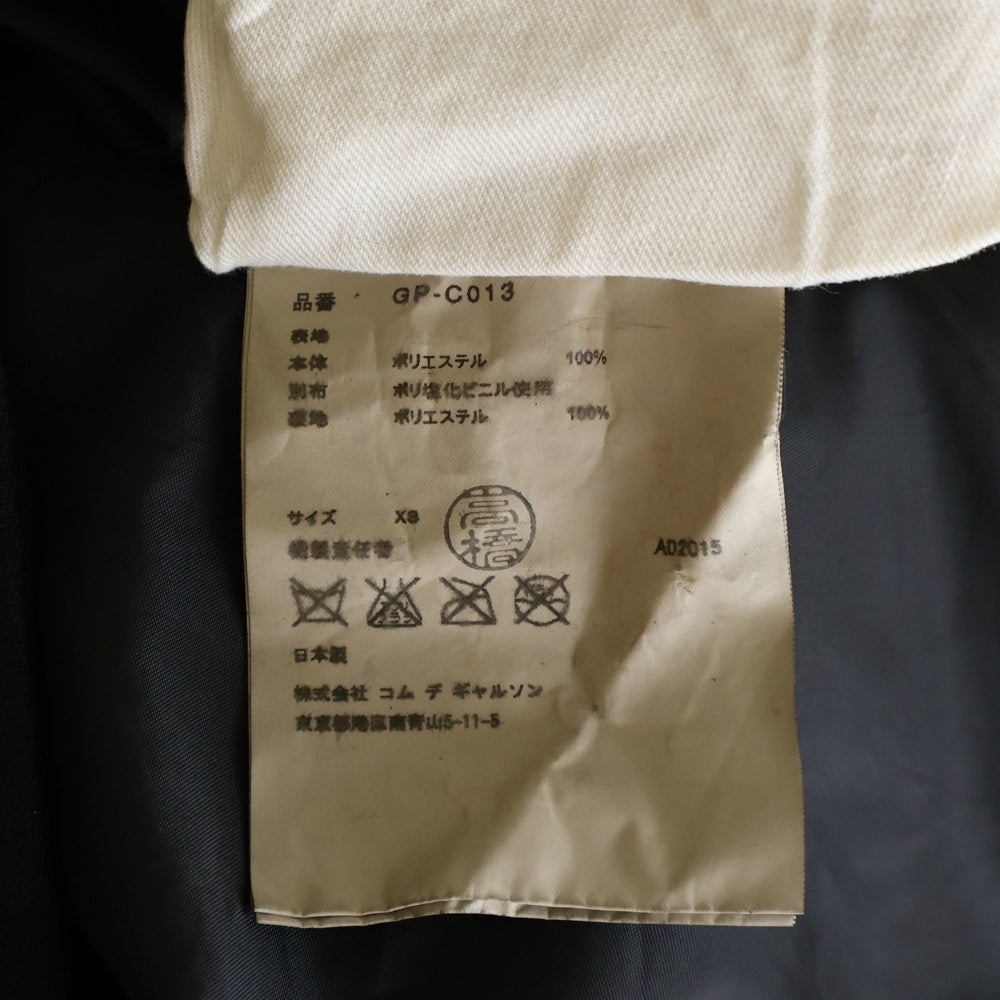 品番 GP-C013
表地
本体 ポリエステル 100%
別布 ポリ塩化ビニル使用
裏地 ポリエステル 100%
サイズ XS
縫製責任者 高橋 AD2015
日本製
株式会社 コム デ ギャルソン
東京都港区南青山5-11-5